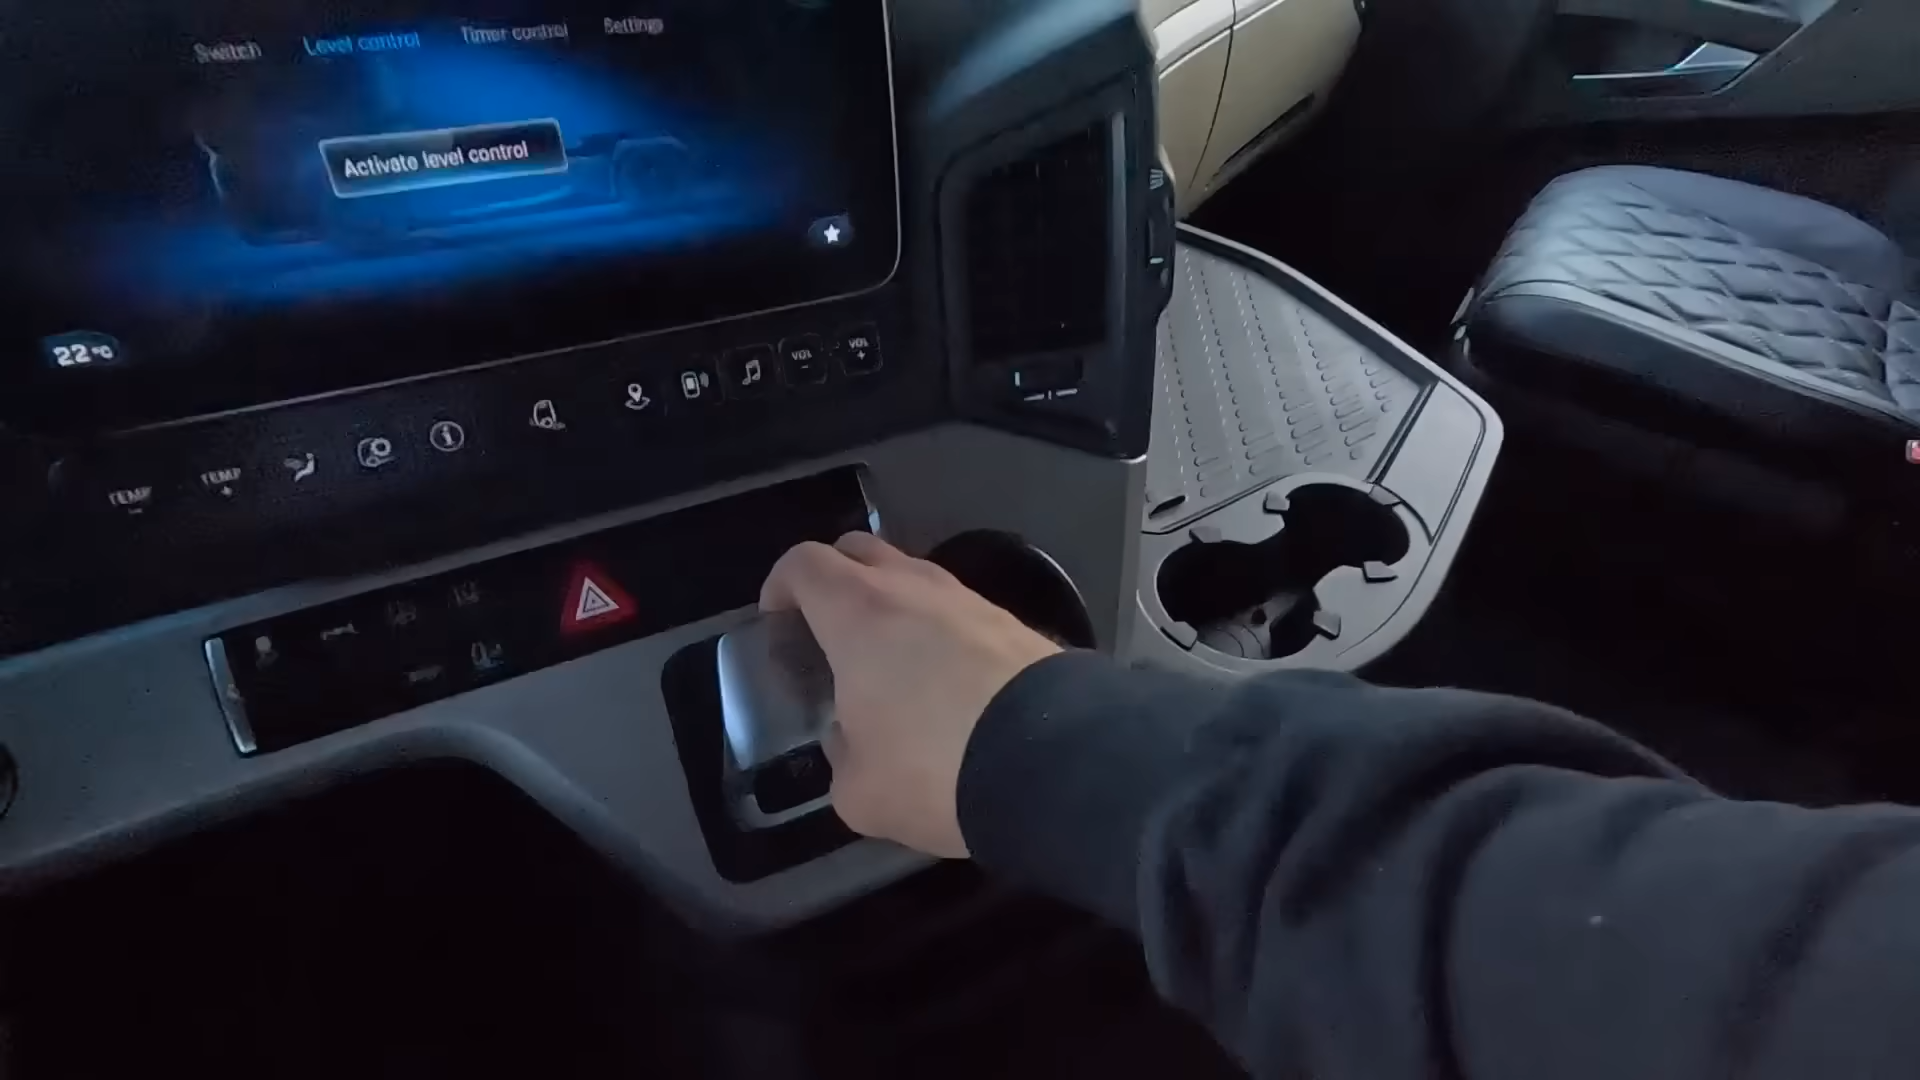 Switch Level control Timer control Settings
Activate level control
22°C
TEMP - TEMP + VOL - VOL +